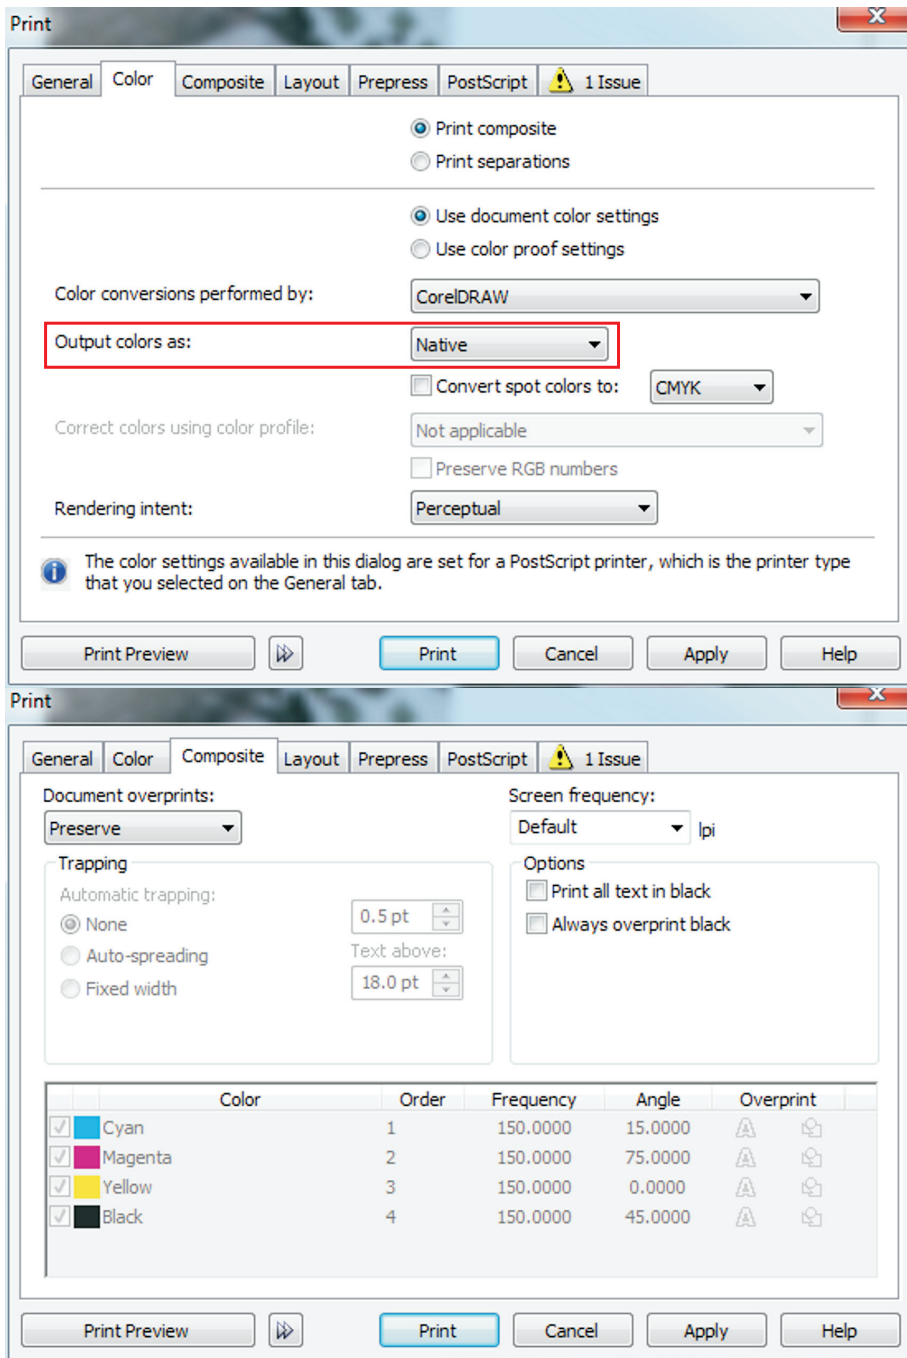 Print
X
General Color Composite Layout Prepress PostScript 1 Issue
Print composite
Print separations
Use document color settings
Use color proof settings
Color conversions performed by: CorelDRAW
Output colors as: Native
Convert spot colors to: CMYK
Correct colors using color profile: Not applicable
Preserve RGB numbers
Rendering intent: Perceptual
The color settings available in this dialog are set for a PostScript printer, which is the printer type
that you selected on the General tab.
Print Preview Print Cancel Apply Help
Print
X
General Color Composite Layout Prepress PostScript 1 Issue
Document overprints: Screen frequency:
Preserve Default lpi
Trapping Options
Automatic trapping: Print all text in black
None 0.5 pt Always overprint black
Auto-spreading Text above:
Fixed width 18.0 pt
Color Order Frequency Angle Overprint
Cyan 1 150.0000 15.0000
Magenta 2 150.0000 75.0000
Yellow 3 150.0000 0.0000
Black 4 150.0000 45.0000
Print Preview Print Cancel Apply Help